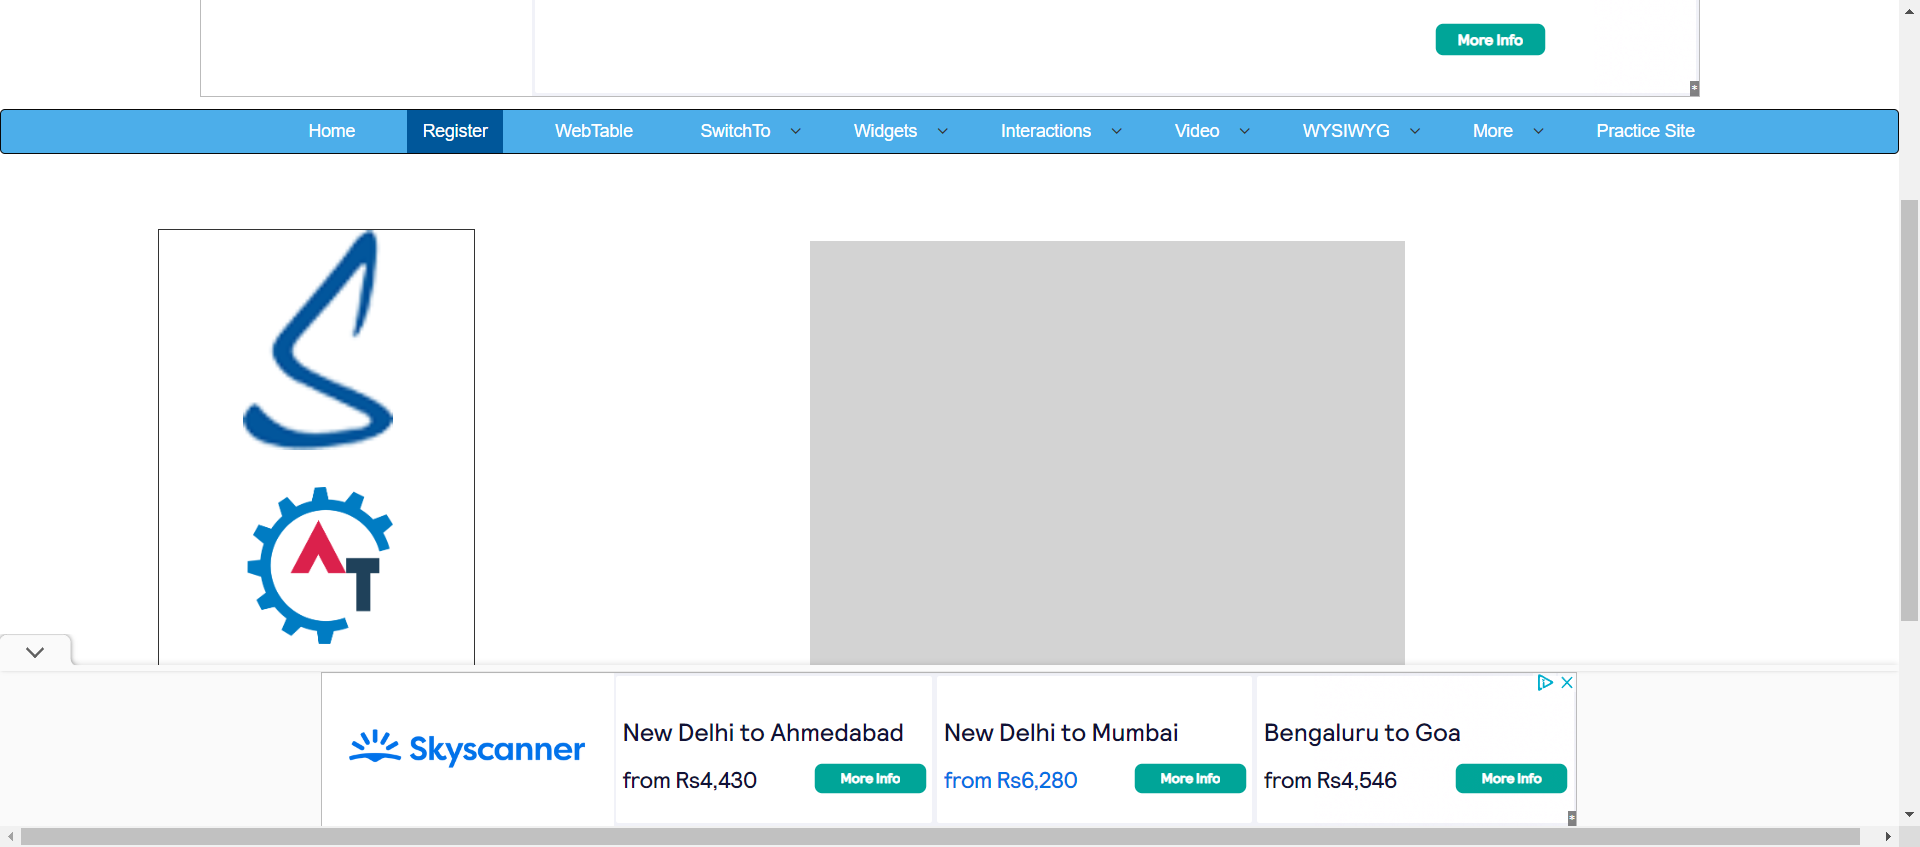 More Info
Home Register WebTable SwitchTo Widgets Interactions Video WYSIWYG More Practice Site
AT
Skyscanner
New Delhi to Ahmedabad
from Rs4,430 More Info
New Delhi to Mumbai
from Rs6,280 More Info
Bengaluru to Goa
from Rs4,546 More Info